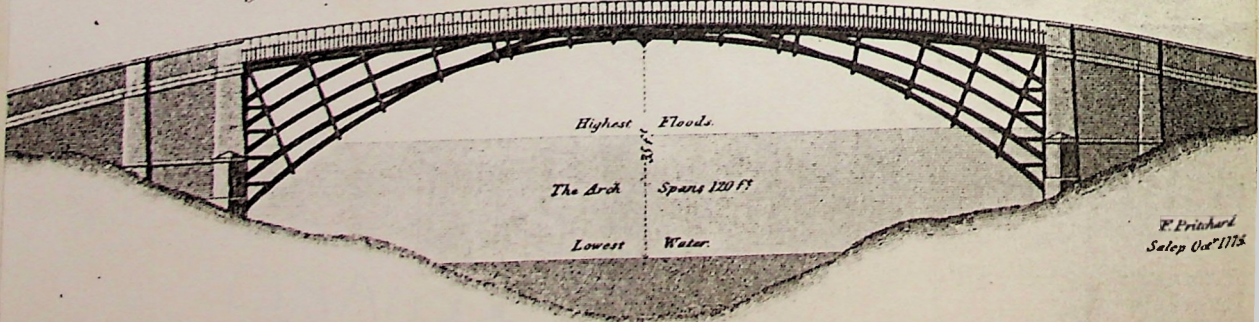 Highest Floods.
35 ft
The Arch Spans 120 ft
Lowest Water.
F. Pritchard
Salop Octr 1775.